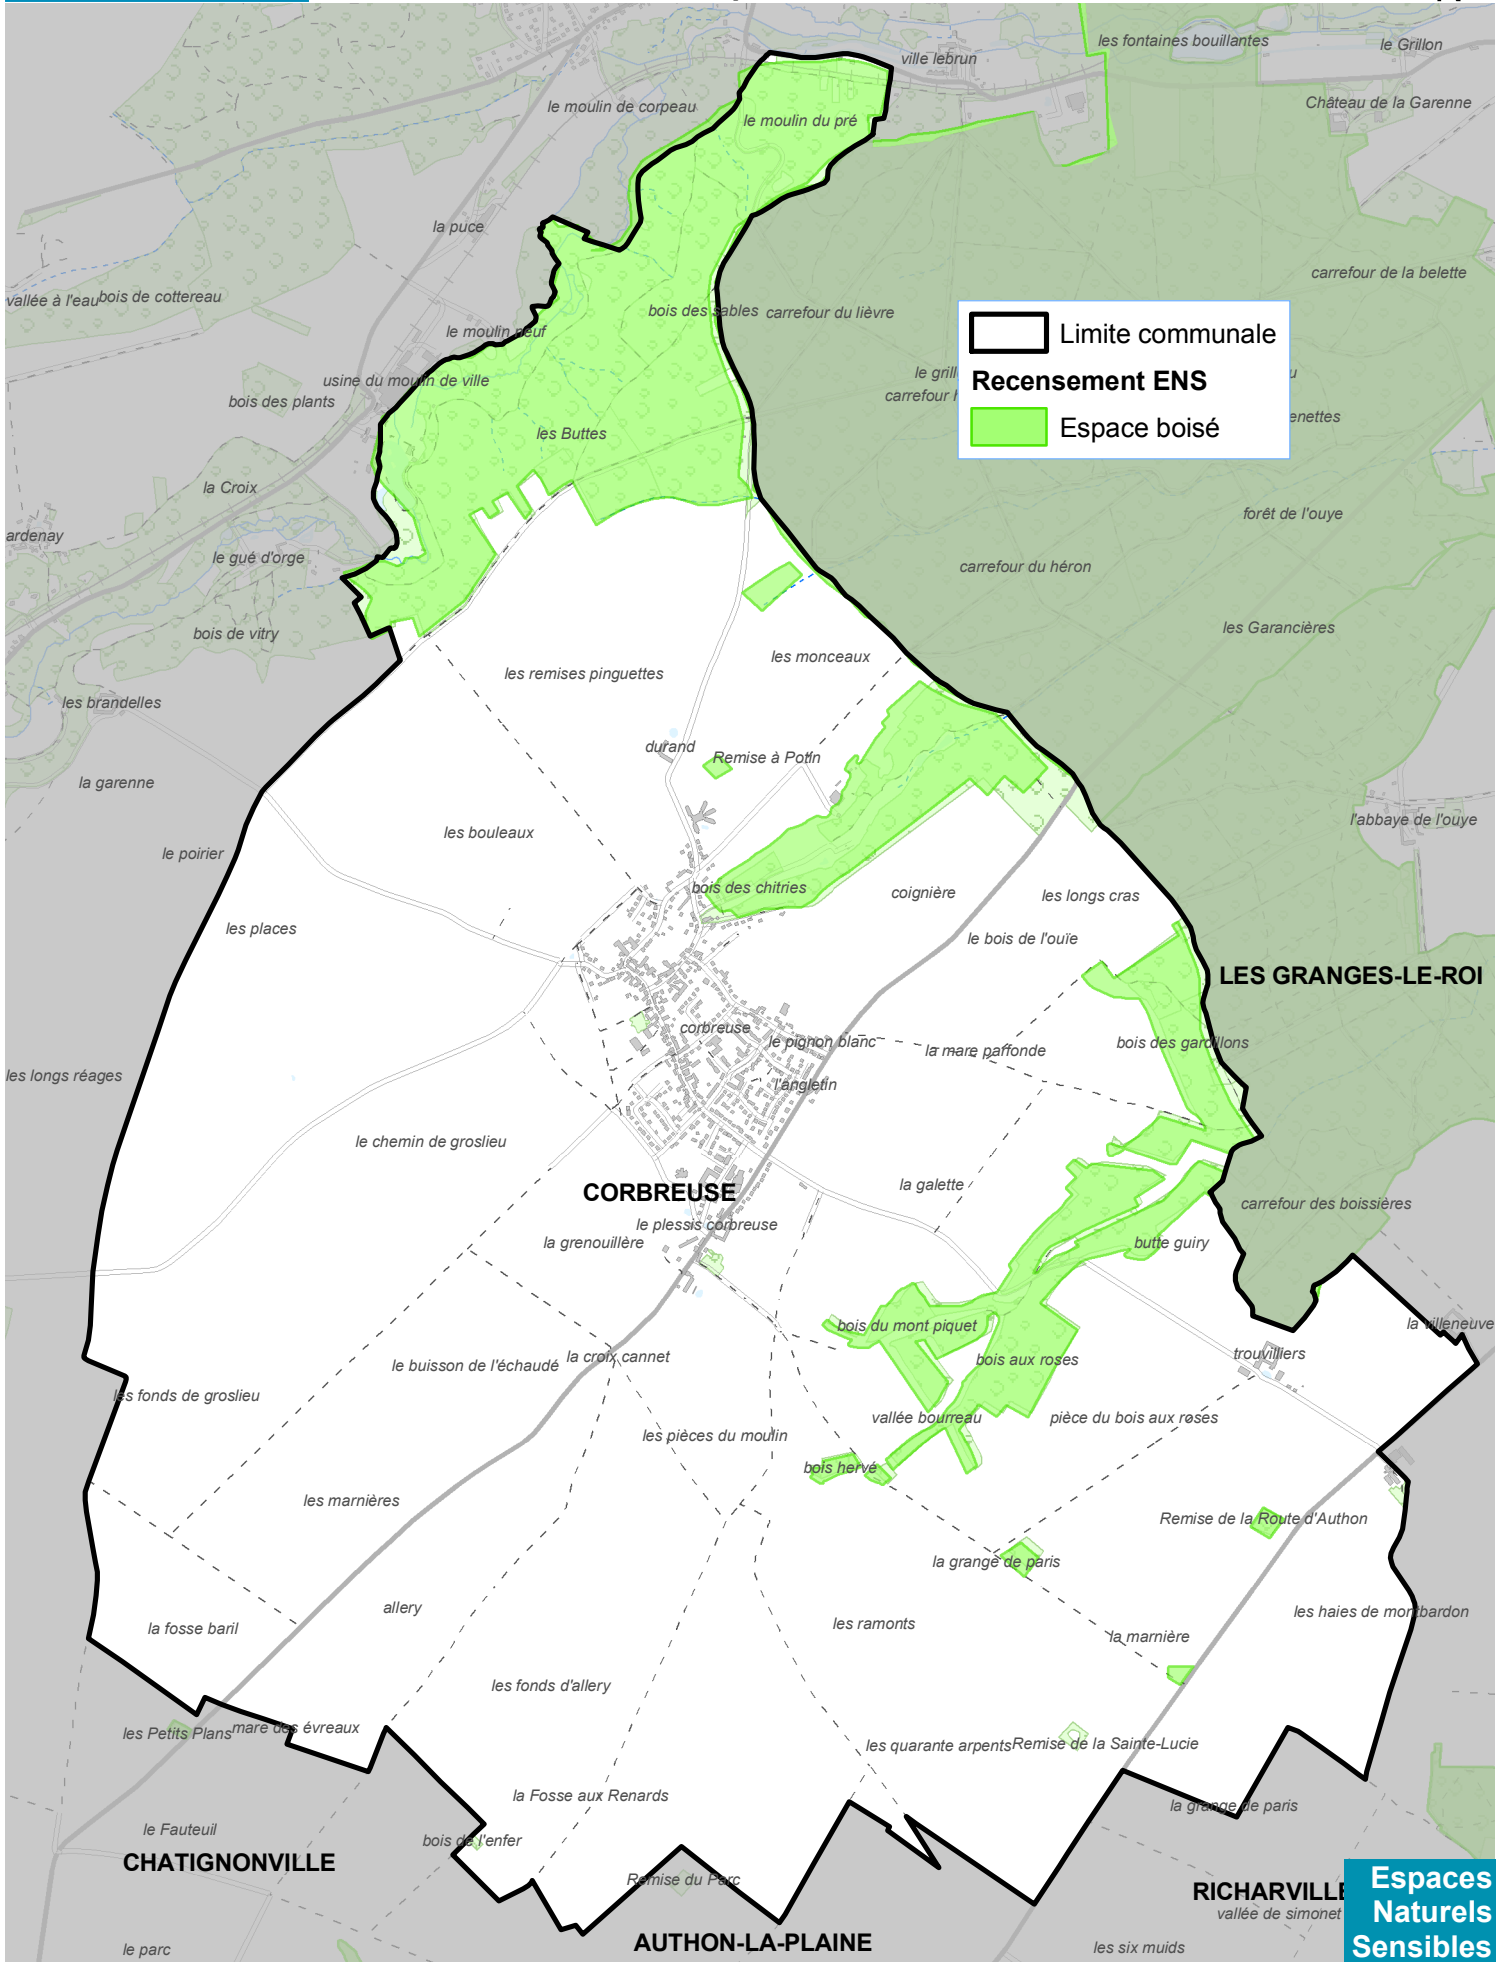 les fontaines bouillantes
le Grillon
ville lebrun
le moulin de corpeau
Château de la Garenne
le moulin du pré
la puce
carrefour de la belette
vallée à l'eau
bois de cottereau
bois des sables
carrefour du lièvre
le moulin neuf
Limite communale
Recensement ENS
Espace boisé
le gril
carrefour h
u
enettes
usine du moulin de ville
bois des plants
les Buttes
la Croix
forêt de l'ouye
ardenay
le gué d'orge
carrefour du héron
bois de vitry
les Garancières
les monceaux
les remises pinguettes
les brandelles
durand
Remise à Potin
la garenne
l'abbaye de l'ouye
les bouleaux
le poirier
bois des chitries
coignière
les longs cras
les places
le bois de l'ouïe
LES GRANGES-LE-ROI
corbreuse
le pignon blanc
la mare parfonde
bois des gardillons
les longs réages
l'angletin
le chemin de groslieu
la galette
CORBREUSE
carrefour des boissières
le plessis corbreuse
la grenouillère
butte guiry
bois du mont piquet
la villeneuve
trouvilliers
le buisson de l'échaudé
la croix cannet
bois aux roses
les fonds de groslieu
vallée bourreau
pièce du bois aux roses
les pièces du moulin
bois hervé
les marnières
Remise de la Route d'Authon
la grange de paris
allery
les haies de montbardon
la fosse baril
les ramonts
la marnière
les fonds d'allery
les Petits Plans
mare des évreaux
les quarante arpents
Remise de la Sainte-Lucie
la Fosse aux Renards
la grange de paris
le Fauteuil
bois de l'enfer
CHATIGNONVILLE
Remise du Parc
RICHARVILLE
vallée de simonet
AUTHON-LA-PLAINE
le parc
les six muids
Espaces
Naturels
Sensibles